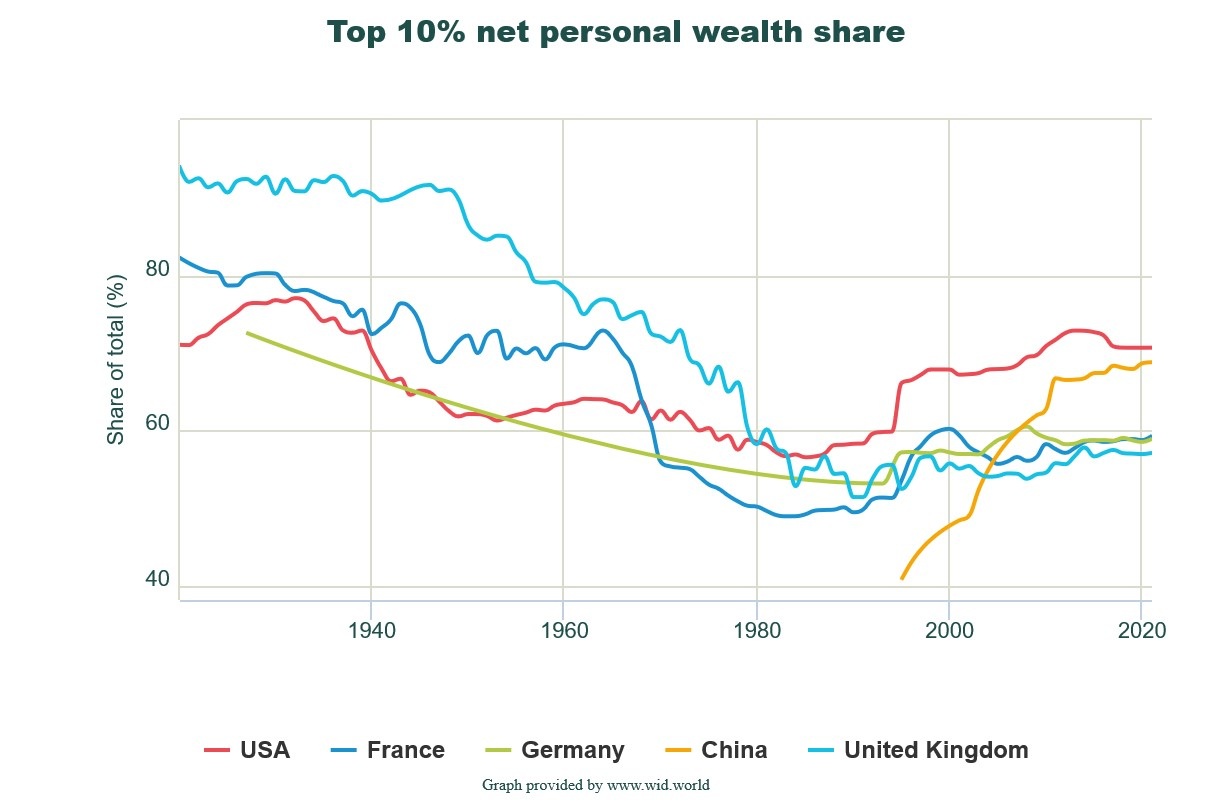 Top 10% net personal wealth share
Share of total (%)
80
60
40
1940 1960 1980 2000 2020
USA France Germany China United Kingdom
Graph provided by www.wid.world